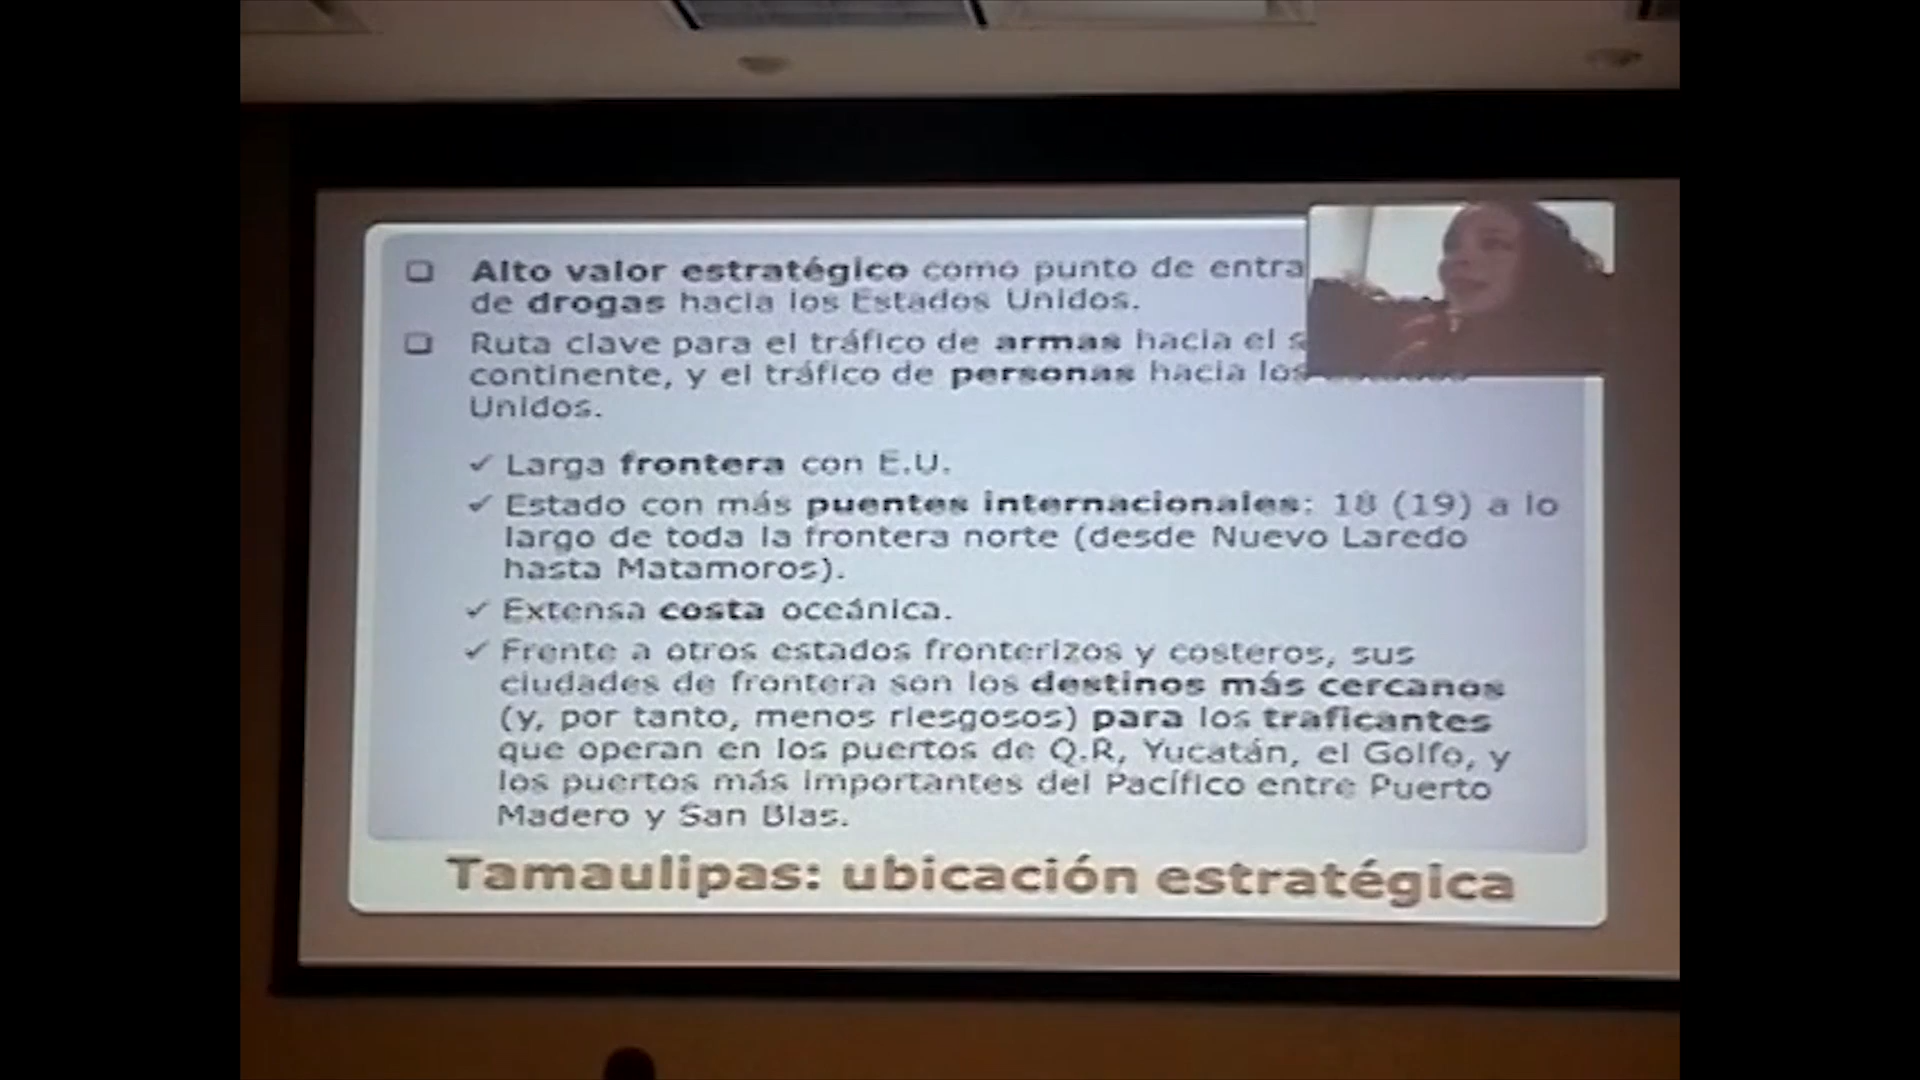 Alto valor estratégico como punto de entra
de drogas hacia los Estados Unidos.
Ruta clave para el tráfico de armas hacia el s
continente, y el tráfico de personas hacia los
Unidos.
✓ Larga frontera con E.U.
✓ Estado con más puentes internacionales: 18 (19) a lo
largo de toda la frontera norte (desde Nuevo Laredo
hasta Matamoros).
✓ Extensa costa oceánica.
✓ Frente a otros estados fronterizos y costeros, sus
ciudades de frontera son los destinos más cercanos
(y, por tanto, menos riesgosos) para los traficantes
que operan en los puertos de Q.R, Yucatán, el Golfo, y
los puertos más importantes del Pacífico entre Puerto
Madero y San Blas.
Tamaulipas: ubicación estratégica